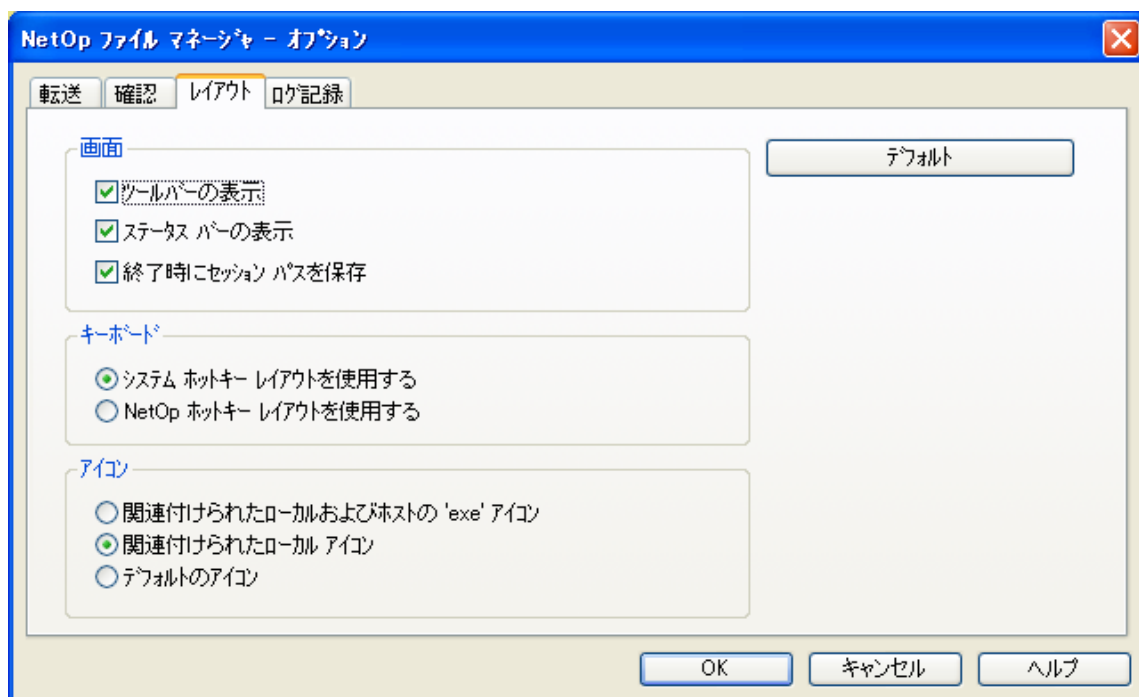 NetOp ファイル マネージャ - オプション
転送 確認 レイアウト ログ記録
画面
デフォルト
ツールバーの表示
ステータス バーの表示
終了時にセッション パスを保存
キーボード
システム ホットキー レイアウトを使用する
NetOp ホットキー レイアウトを使用する
アイコン
関連付けられたローカルおよびホストの 'exe' アイコン
関連付けられたローカル アイコン
デフォルトのアイコン
OK キャンセル ヘルプ